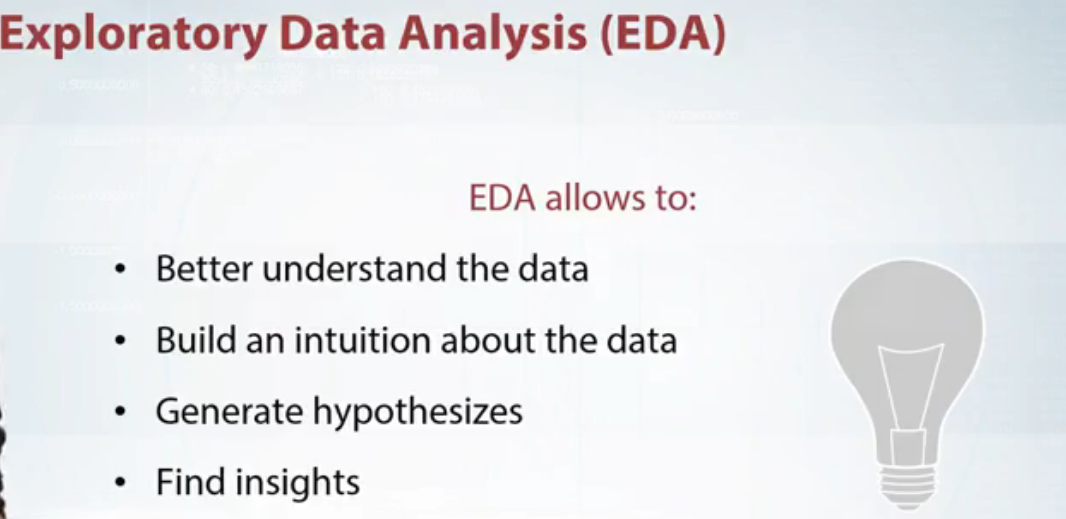 Exploratory Data Analysis (EDA)
EDA allows to:
• Better understand the data
• Build an intuition about the data
• Generate hypothesizes
• Find insights